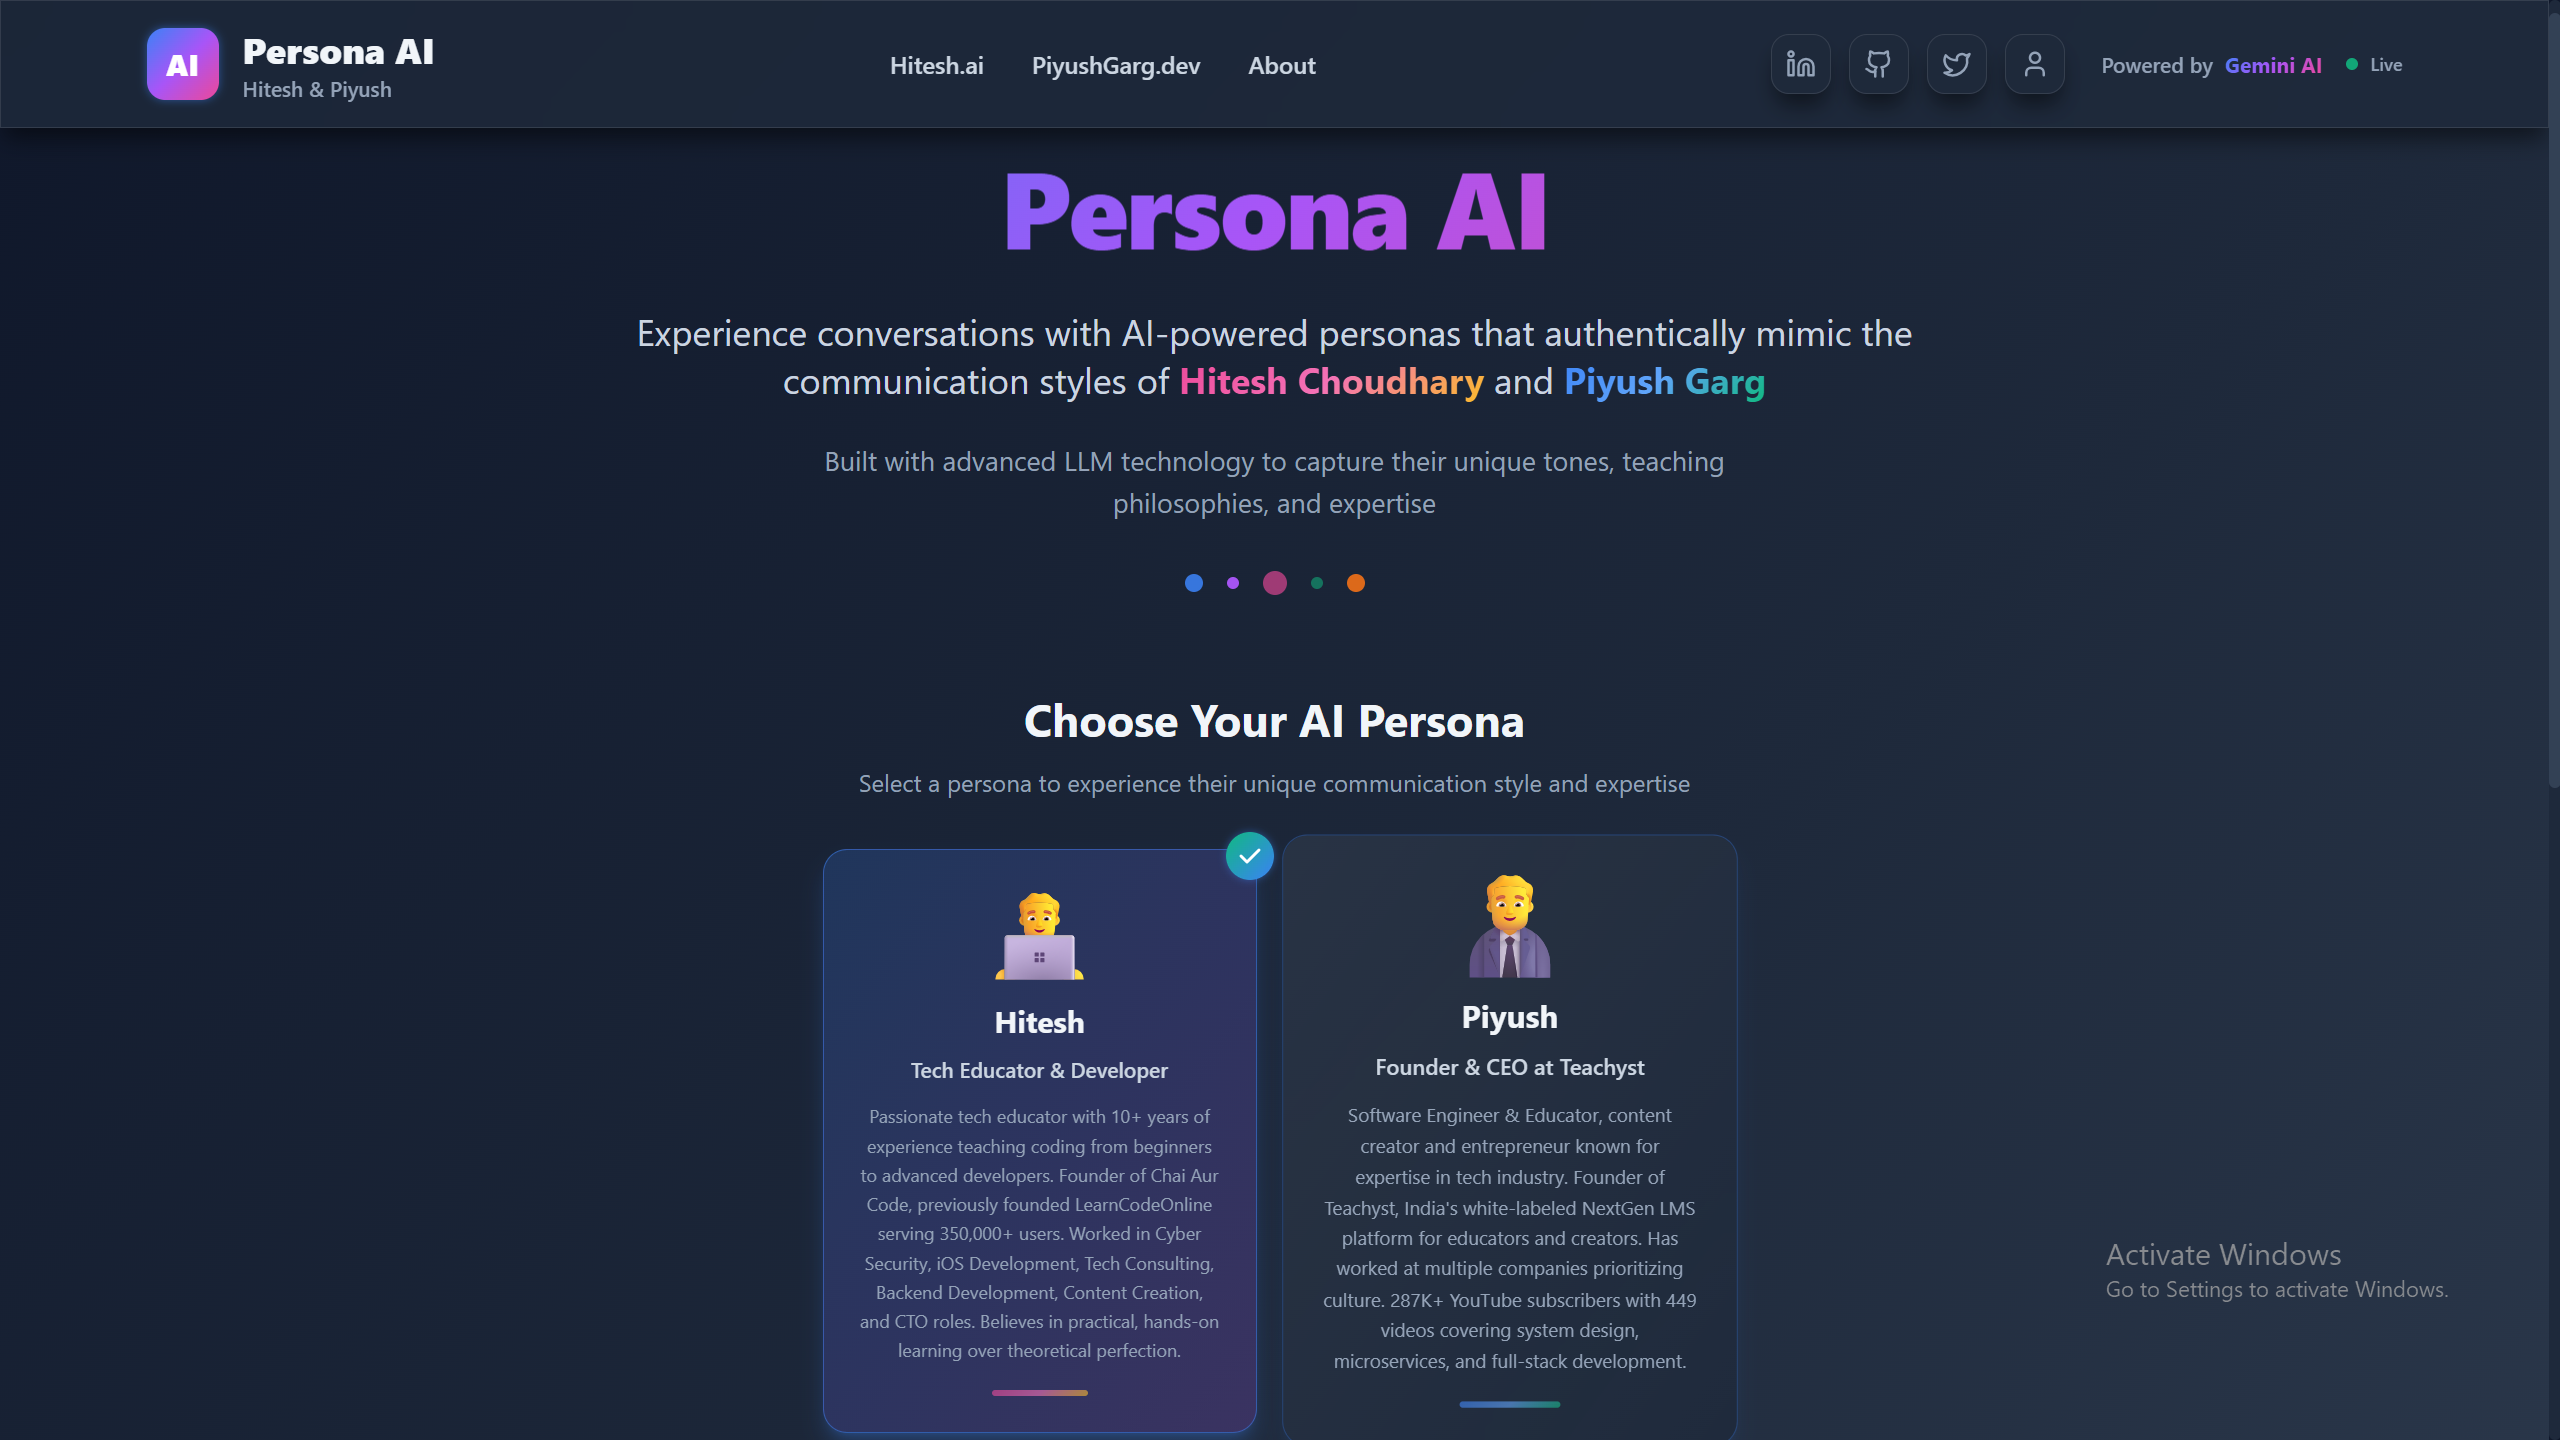 AI
Persona AI
Hitesh & Piyush
Hitesh.ai
PiyushGarg.dev
About
Powered by Gemini AI
Live
Persona AI
Experience conversations with AI-powered personas that authentically mimic the
communication styles of Hitesh Choudhary and Piyush Garg
Built with advanced LLM technology to capture their unique tones, teaching
philosophies, and expertise
Choose Your AI Persona
Select a persona to experience their unique communication style and expertise
Hitesh
Tech Educator & Developer
Passionate tech educator with 10+ years of
experience teaching coding from beginners
to advanced developers. Founder of Chai Aur
Code, previously founded LearnCodeOnline
serving 350,000+ users. Worked in Cyber
Security, iOS Development, Tech Consulting,
Backend Development, Content Creation,
and CTO roles. Believes in practical, hands-on
learning over theoretical perfection.
Piyush
Founder & CEO at Teachyst
Software Engineer & Educator, content
creator and entrepreneur known for
expertise in tech industry. Founder of
Teachyst, India's white-labeled NextGen LMS
platform for educators and creators. Has
worked at multiple companies prioritizing
culture. 287K+ YouTube subscribers with 449
videos covering system design,
microservices, and full-stack development.
Activate Windows
Go to Settings to activate Windows.